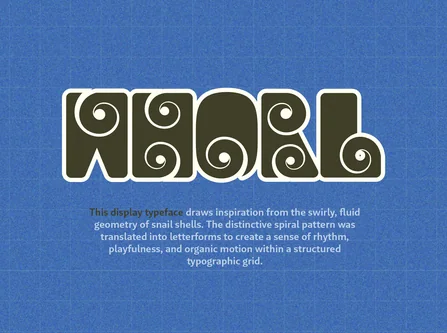 WHORL
This display typeface draws inspiration from the swirly, fluid
geometry of snail shells. The distinctive spiral pattern was
translated into letterforms to create a sense of rhythm,
playfulness, and organic motion within a structured
typographic grid.